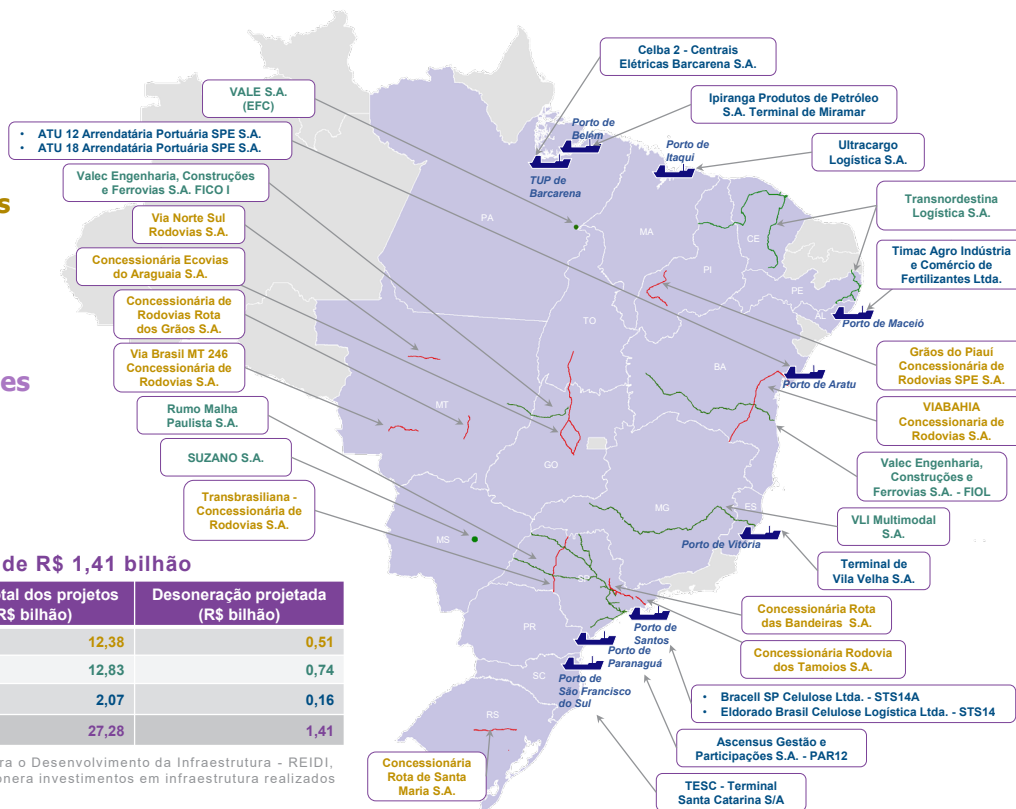 Celba 2 - Centrais
Elétricas Barcarena S.A.
VALE S.A.
(EFC)
Ipiranga Produtos de Petróleo
S.A. Terminal de Miramar
• ATU 12 Arrendatária Portuária SPE S.A.
• ATU 18 Arrendatária Portuária SPE S.A.
Porto de
Belém
Porto de
Itaqui
Ultracargo
Logística S.A.
TUP de
Barcarena
Valec Engenharia, Construções
e Ferrovias S.A. FICO I
Transnordestina
Logística S.A.
s
Via Norte Sul
Rodovias S.A.
PA
MA
CE
Timac Agro Indústria
e Comércio de
Fertilizantes Ltda.
Concessionária Ecovias
do Araguaia S.A.
PI
PE
AL
TO
Porto de Maceió
Concessionária de
Rodovias Rota
dos Grãos S.A.
Grãos do Piauí
Concessionária de
Rodovias SPE S.A.
Via Brasil MT 246
Concessionária de
Rodovias S.A.
BA
Porto de Aratu
es
MT
VIABAHIA
Concessionaria de
Rodovias S.A.
Rumo Malha
Paulista S.A.
SUZANO S.A.
GO
Valec Engenharia,
Construções e
Ferrovias S.A. - FIOL
Transbrasiliana -
Concessionária de
Rodovias S.A.
MG
ES
VLI Multimodal
S.A.
MS
Porto de Vitória
Terminal de
Vila Velha S.A.
de R$ 1,41 bilhão
SP
otal dos projetos
R$ bilhão)
Desoneração projetada
(R$ bilhão)
12,38 0,51
12,83 0,74
2,07 0,16
27,28 1,41
Concessionária Rota
das Bandeiras S.A.
PR
Porto de
Santos
Concessionária Rodovia
dos Tamoios S.A.
Porto de
Paranaguá
SC
Porto de
São Francisco
do Sul
• Bracell SP Celulose Ltda. - STS14A
• Eldorado Brasil Celulose Logística Ltda. - STS14
RS
Ascensus Gestão e
Participações S.A. - PAR12
ra o Desenvolvimento da Infraestrutura - REIDI,
onera investimentos em infraestrutura realizados
Concessionária
Rota de Santa
Maria S.A.
TESC - Terminal
Santa Catarina S/A